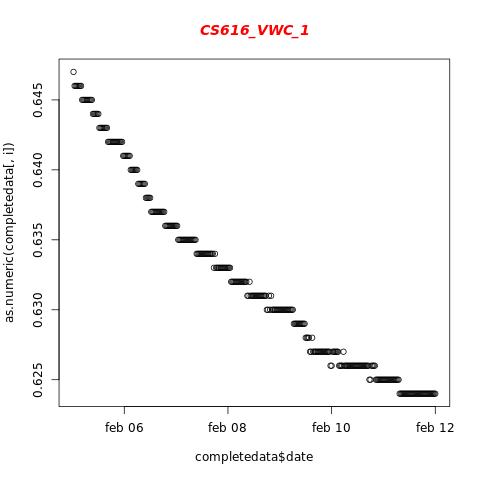 CS616_VWC_1
as.numeric(completedata[, i])
0.645
0.640
0.635
0.630
0.625
feb 06
feb 08
feb 10
feb 12
completedata$date